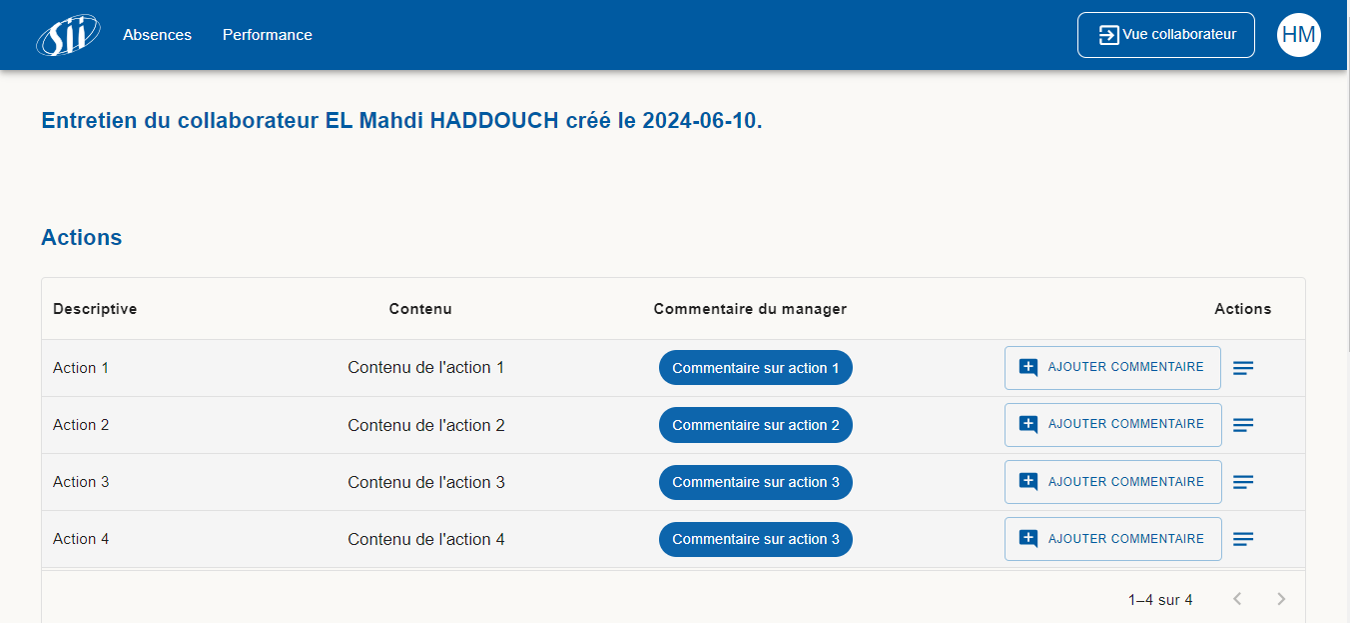 sii Absences Performance Vue collaborateur HM
Entretien du collaborateur EL Mahdi HADDOUCH créé le 2024-06-10.
Actions
Descriptive Contenu Commentaire du manager Actions
Action 1 Contenu de l'action 1 Commentaire sur action 1 AJOUTER COMMENTAIRE
Action 2 Contenu de l'action 2 Commentaire sur action 2 AJOUTER COMMENTAIRE
Action 3 Contenu de l'action 3 Commentaire sur action 3 AJOUTER COMMENTAIRE
Action 4 Contenu de l'action 4 Commentaire sur action 3 AJOUTER COMMENTAIRE
1–4 sur 4